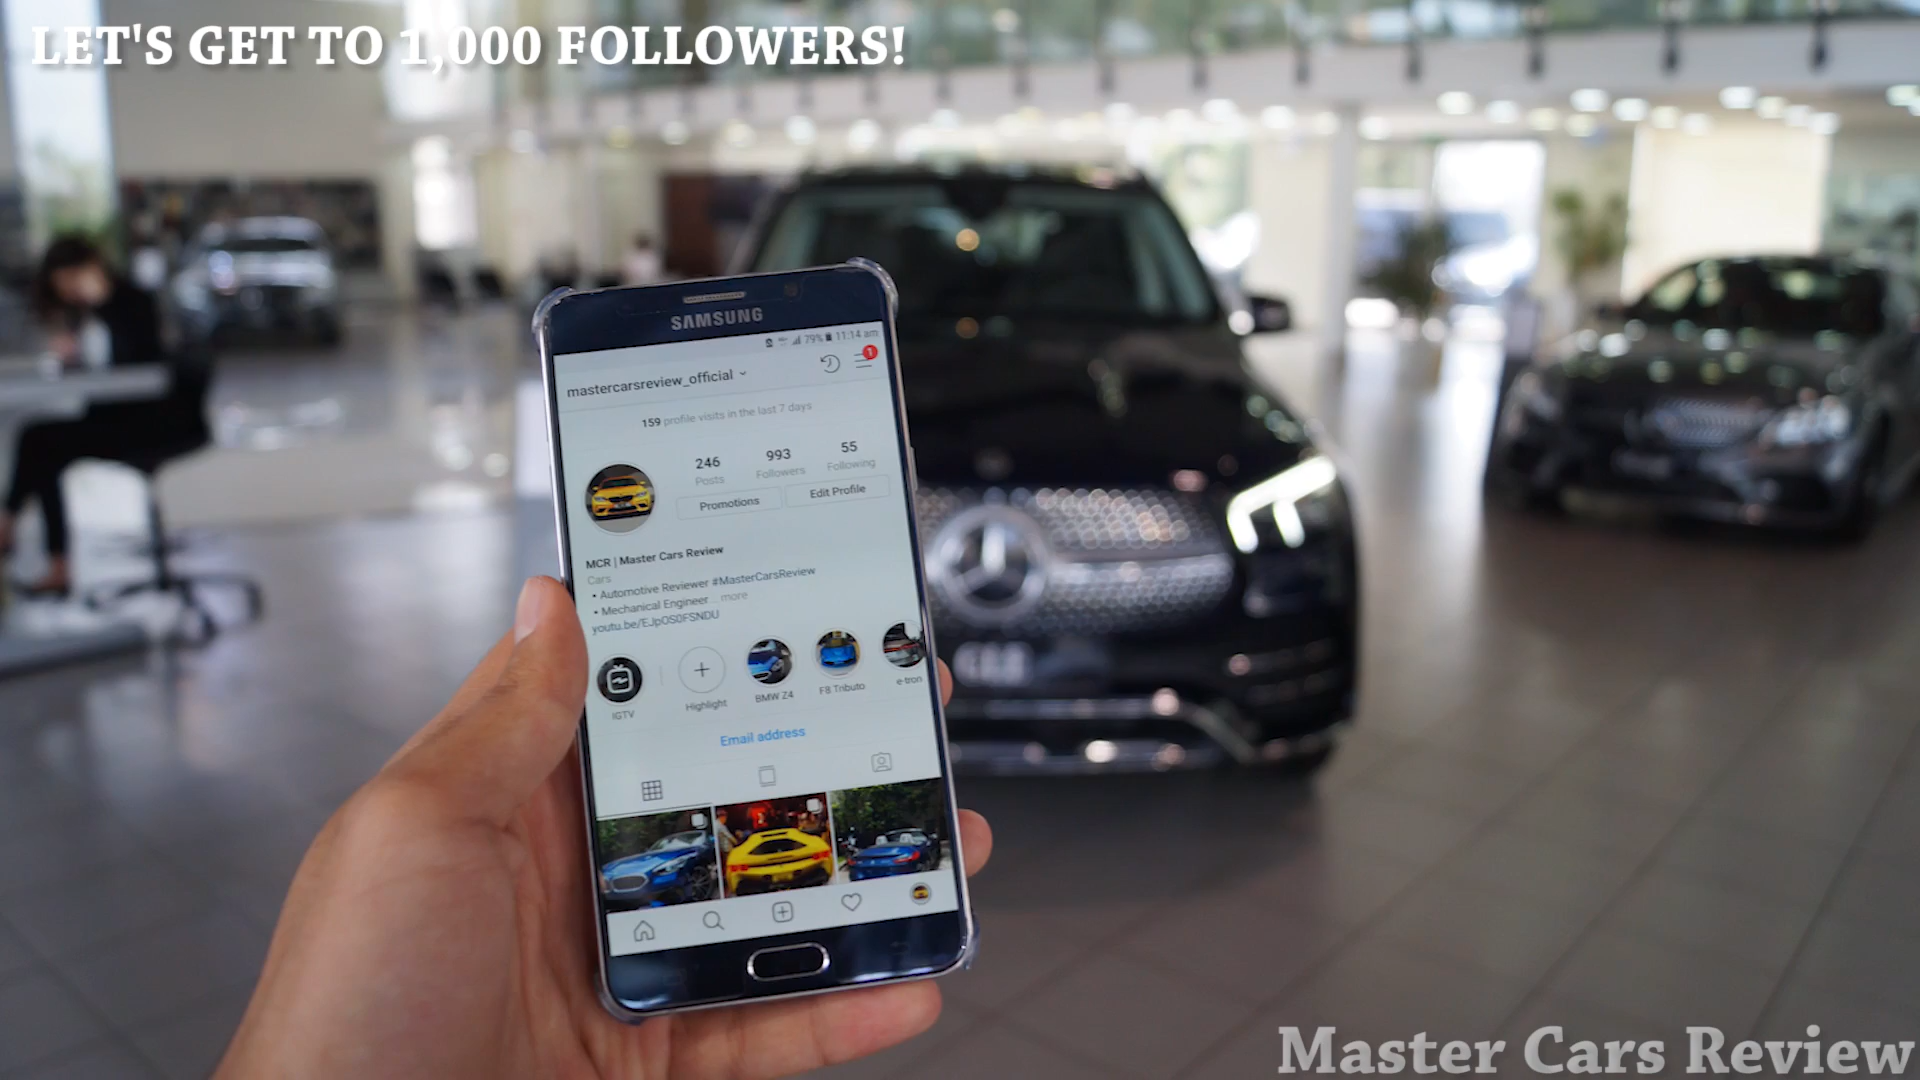 LET'S GET TO 1,000 FOLLOWERS!
SAMSUNG
79% 11:14 am
mastercarsreview_official
1
159 profile visits in the last 7 days
246 993 55
Posts Followers Following
Promotions Edit Profile
MCR | Master Cars Review
Cars
• Automotive Reviewer #MasterCarsReview
• Mechanical Engineer... more
youtu.be/EJpOS0FSNDU
IGTV Highlight BMW Z4 F8 Tributo e-tron
Email address
GLE
Master Cars Review